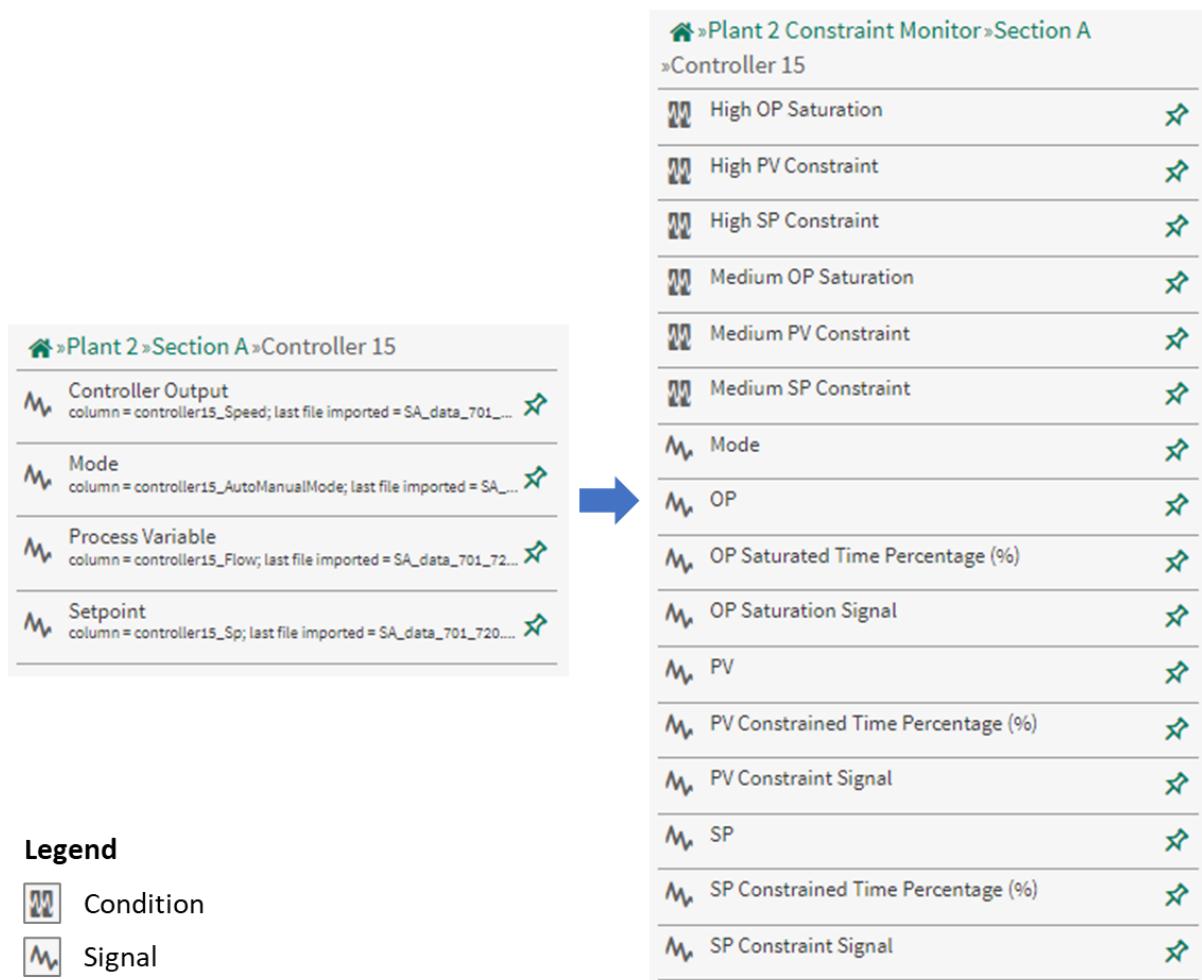 »Plant 2»Section A»Controller 15
Controller Output
column = controller15_Speed; last file imported = SA_data_701_...
Mode
column = controller15_AutoManualMode; last file imported = SA_...
Process Variable
column = controller15_Flow; last file imported = SA_data_701_72...
Setpoint
column = controller15_Sp; last file imported = SA_data_701_720....
Legend
Condition
Signal
»Plant 2 Constraint Monitor»Section A
»Controller 15
High OP Saturation
High PV Constraint
High SP Constraint
Medium OP Saturation
Medium PV Constraint
Medium SP Constraint
Mode
OP
OP Saturated Time Percentage (%)
OP Saturation Signal
PV
PV Constrained Time Percentage (%)
PV Constraint Signal
SP
SP Constrained Time Percentage (%)
SP Constraint Signal